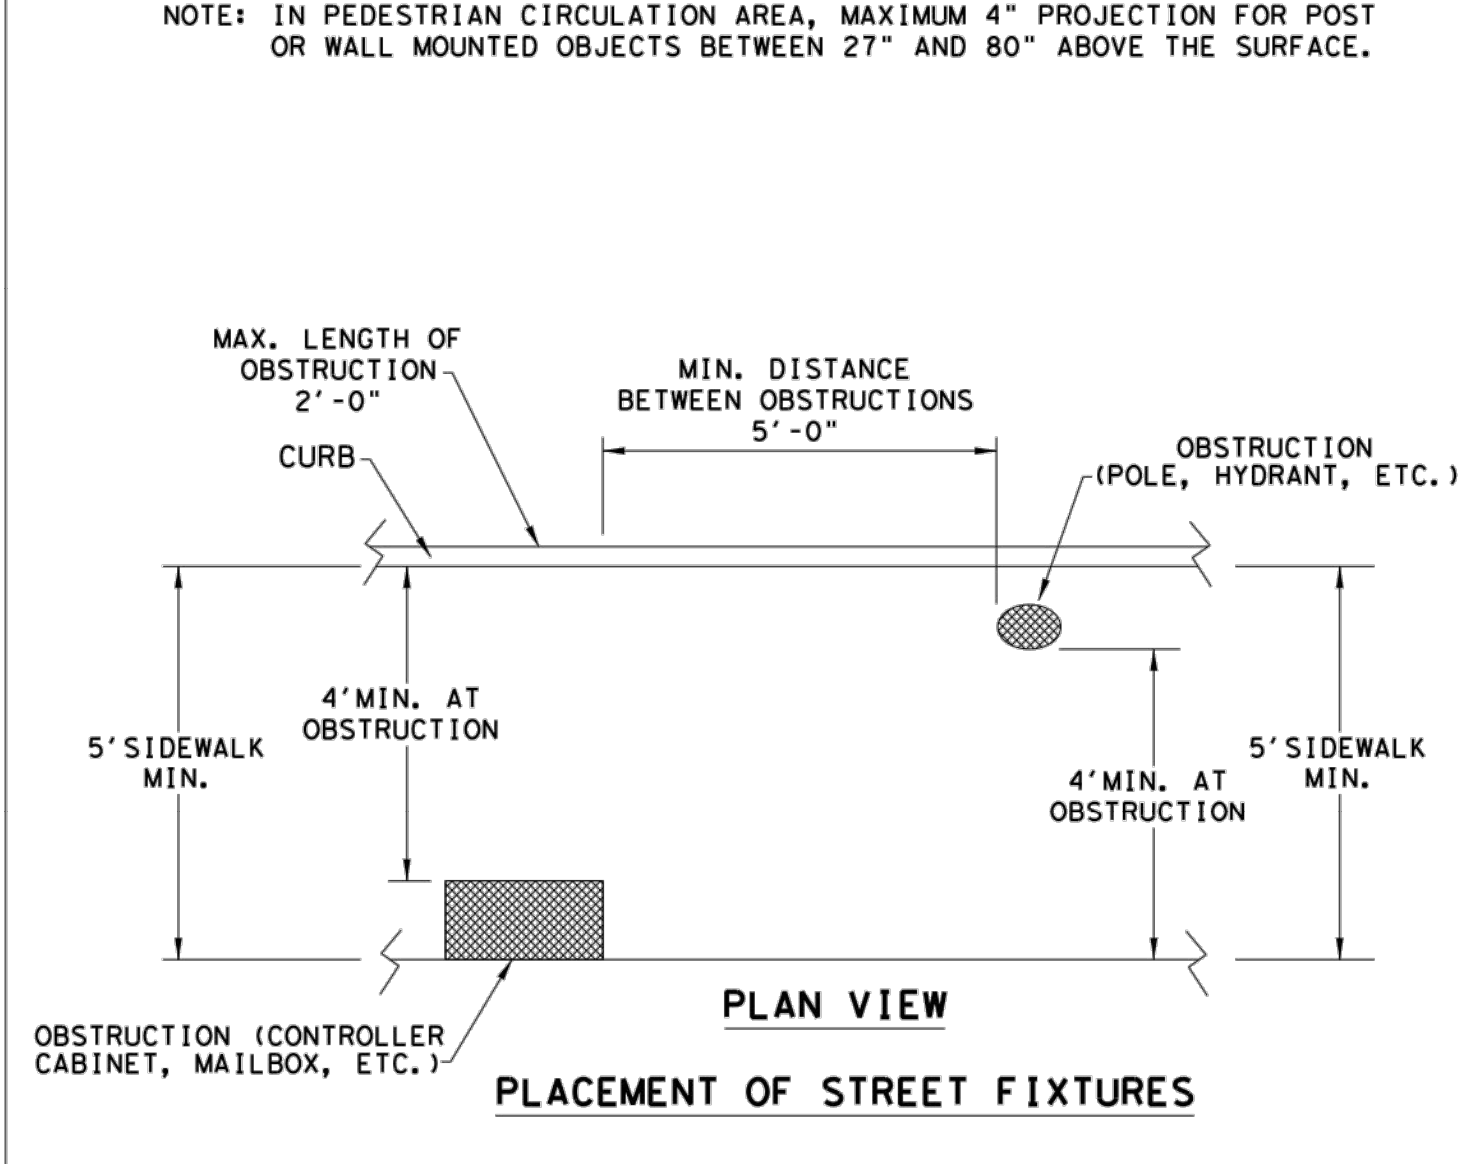 NOTE: IN PEDESTRIAN CIRCULATION AREA, MAXIMUM 4" PROJECTION FOR POST
OR WALL MOUNTED OBJECTS BETWEEN 27" AND 80" ABOVE THE SURFACE.
MAX. LENGTH OF
OBSTRUCTION
2'-0"
MIN. DISTANCE
BETWEEN OBSTRUCTIONS
5'-0"
CURB
OBSTRUCTION
(POLE, HYDRANT, ETC.)
4'MIN. AT
OBSTRUCTION
5'SIDEWALK
MIN.
4'MIN. AT
OBSTRUCTION
5'SIDEWALK
MIN.
OBSTRUCTION (CONTROLLER
CABINET, MAILBOX, ETC.)
PLAN VIEW
PLACEMENT OF STREET FIXTURES